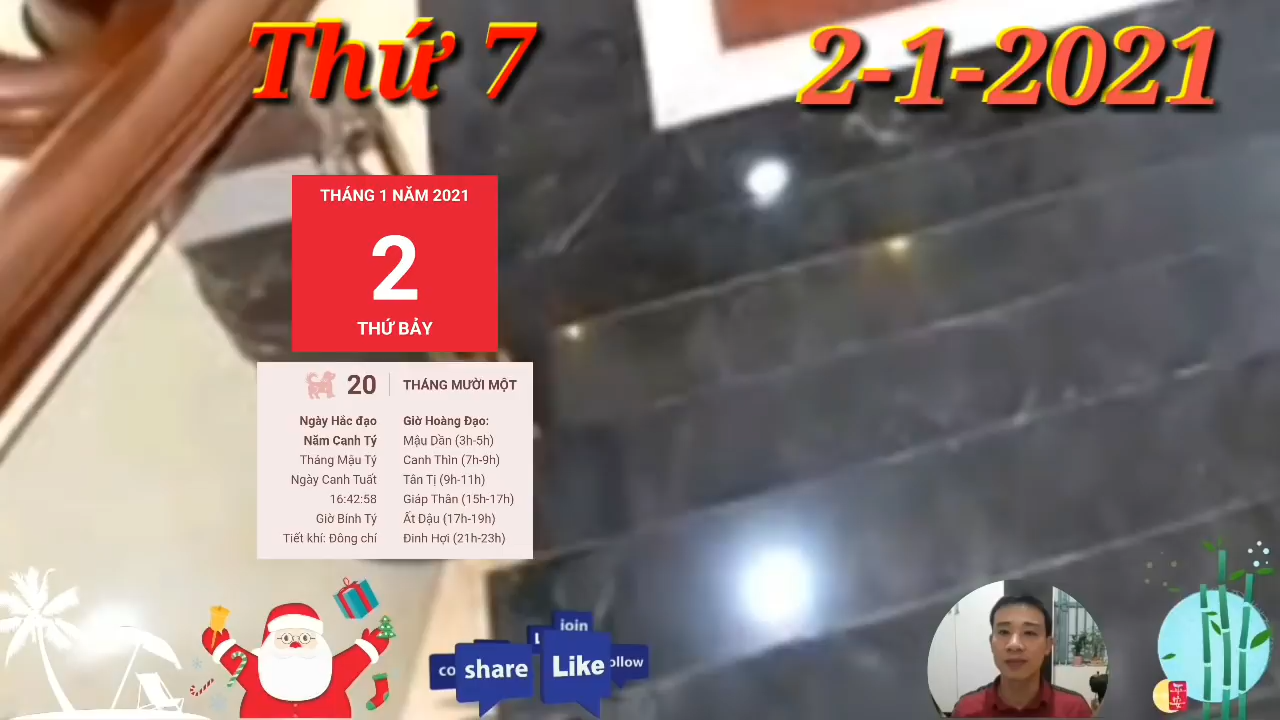 Thứ 7
2-1-2021
THÁNG 1 NĂM 2021
2
THỨ BẢY
20
THÁNG MƯỜI MỘT
Ngày Hắc đạo
Năm Canh Tý
Tháng Mậu Tý
Ngày Canh Tuất
16:42:58
Giờ Bính Tý
Tiết khí: Đông chí
Giờ Hoàng Đạo:
Mậu Dần (3h-5h)
Canh Thìn (7h-9h)
Tân Tị (9h-11h)
Giáp Thân (15h-17h)
Ất Dậu (17h-19h)
Đinh Hợi (21h-23h)
join
share
Like